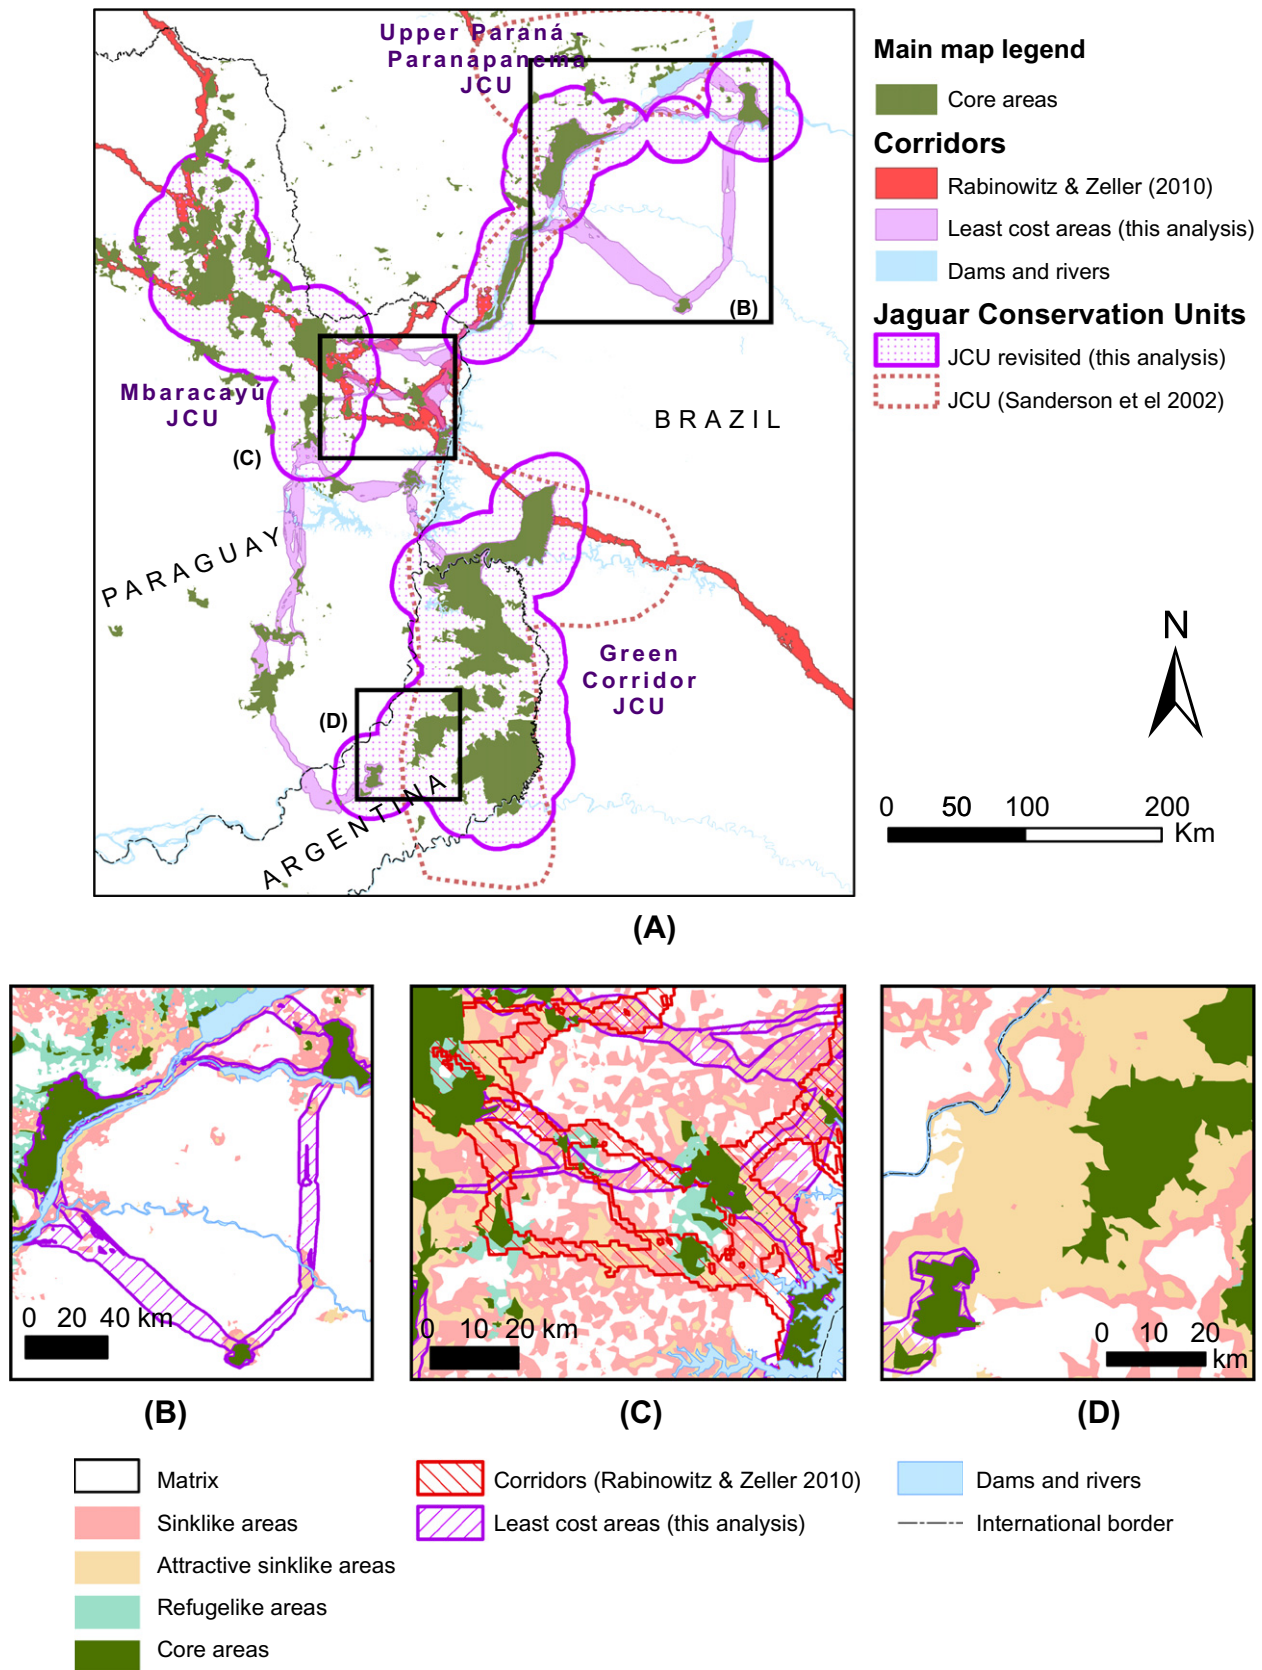 Upper Paraná -
Paranapanema
JCU
(B)
Mbaracayú
JCU
(C)
BRAZIL
PARAGUAY
Green
Corridor
JCU
(D)
ARGENTINA
Main map legend
Core areas
Corridors
Rabinowitz & Zeller (2010)
Least cost areas (this analysis)
Dams and rivers
Jaguar Conservation Units
JCU revisited (this analysis)
JCU (Sanderson et el 2002)
N
0 50 100 200
Km
(A)
0 20 40 km
0 10 20 km
0 10 20
km
(B)
(C)
(D)
Matrix
Sinklike areas
Attractive sinklike areas
Refugelike areas
Core areas
Corridors (Rabinowitz & Zeller 2010)
Least cost areas (this analysis)
Dams and rivers
International border